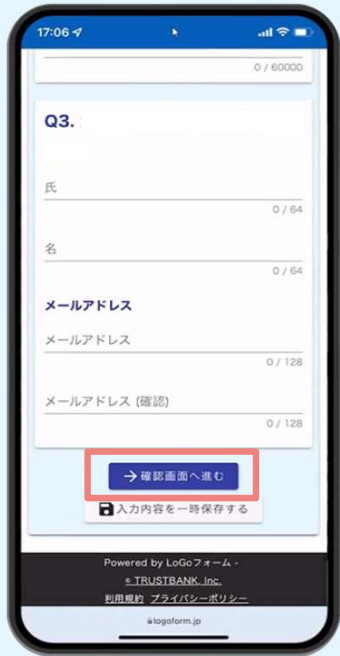 17:06
0 / 60000
Q3.
氏
0 / 64
名
0 / 64
メールアドレス
メールアドレス
0 / 128
メールアドレス (確認)
0 / 128
→ 確認画面へ進む
入力内容を一時保存する
Powered by LoGoフォーム -
© TRUSTBANK, Inc.
利用規約 プライバシーポリシー
logoform.jp